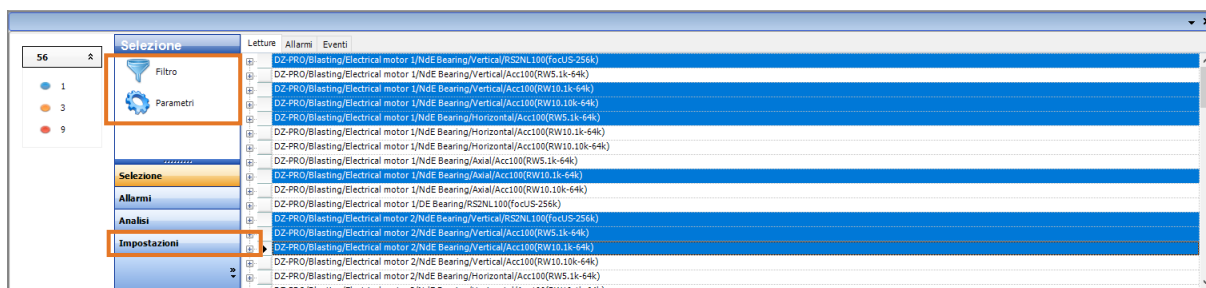 56
1
3
9
Selezione
Filtro
Parametri
Selezione
Allarmi
Analisi
Impostazioni
Letture Allarmi Eventi
DZ-PRO/Blasting/Electrical motor 1/NdE Bearing/Vertical/RS2NL100(focUS-256k)
DZ-PRO/Blasting/Electrical motor 1/NdE Bearing/Vertical/Acc100(RW5.1k-64k)
DZ-PRO/Blasting/Electrical motor 1/NdE Bearing/Vertical/Acc100(RW10.1k-64k)
DZ-PRO/Blasting/Electrical motor 1/NdE Bearing/Vertical/Acc100(RW10.10k-64k)
DZ-PRO/Blasting/Electrical motor 1/NdE Bearing/Horizontal/Acc100(RW5.1k-64k)
DZ-PRO/Blasting/Electrical motor 1/NdE Bearing/Horizontal/Acc100(RW10.1k-64k)
DZ-PRO/Blasting/Electrical motor 1/NdE Bearing/Horizontal/Acc100(RW10.10k-64k)
DZ-PRO/Blasting/Electrical motor 1/NdE Bearing/Axial/Acc100(RW5.1k-64k)
DZ-PRO/Blasting/Electrical motor 1/NdE Bearing/Axial/Acc100(RW10.1k-64k)
DZ-PRO/Blasting/Electrical motor 1/NdE Bearing/Axial/Acc100(RW10.10k-64k)
DZ-PRO/Blasting/Electrical motor 1/DE Bearing/RS2NL100(focUS-256k)
DZ-PRO/Blasting/Electrical motor 2/NdE Bearing/Vertical/RS2NL100(focUS-256k)
DZ-PRO/Blasting/Electrical motor 2/NdE Bearing/Vertical/Acc100(RW5.1k-64k)
DZ-PRO/Blasting/Electrical motor 2/NdE Bearing/Vertical/Acc100(RW10.1k-64k)
DZ-PRO/Blasting/Electrical motor 2/NdE Bearing/Vertical/Acc100(RW10.10k-64k)
DZ-PRO/Blasting/Electrical motor 2/NdE Bearing/Horizontal/Acc100(RW5.1k-64k)